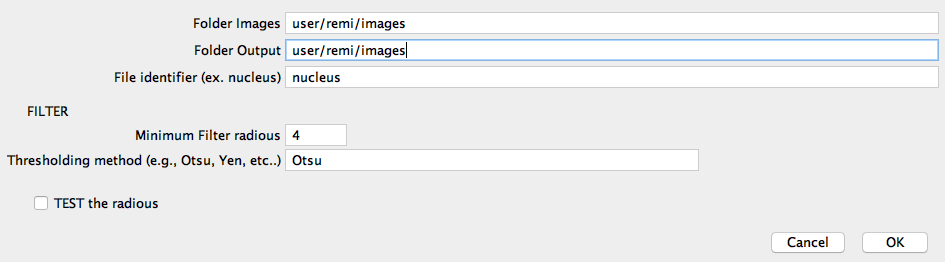 Folder Images user/remi/images
Folder Output user/remi/images
File identifier (ex. nucleus) nucleus
FILTER
Minimum Filter radious 4
Thresholding method (e.g., Otsu, Yen, etc..) Otsu
TEST the radious
Cancel OK